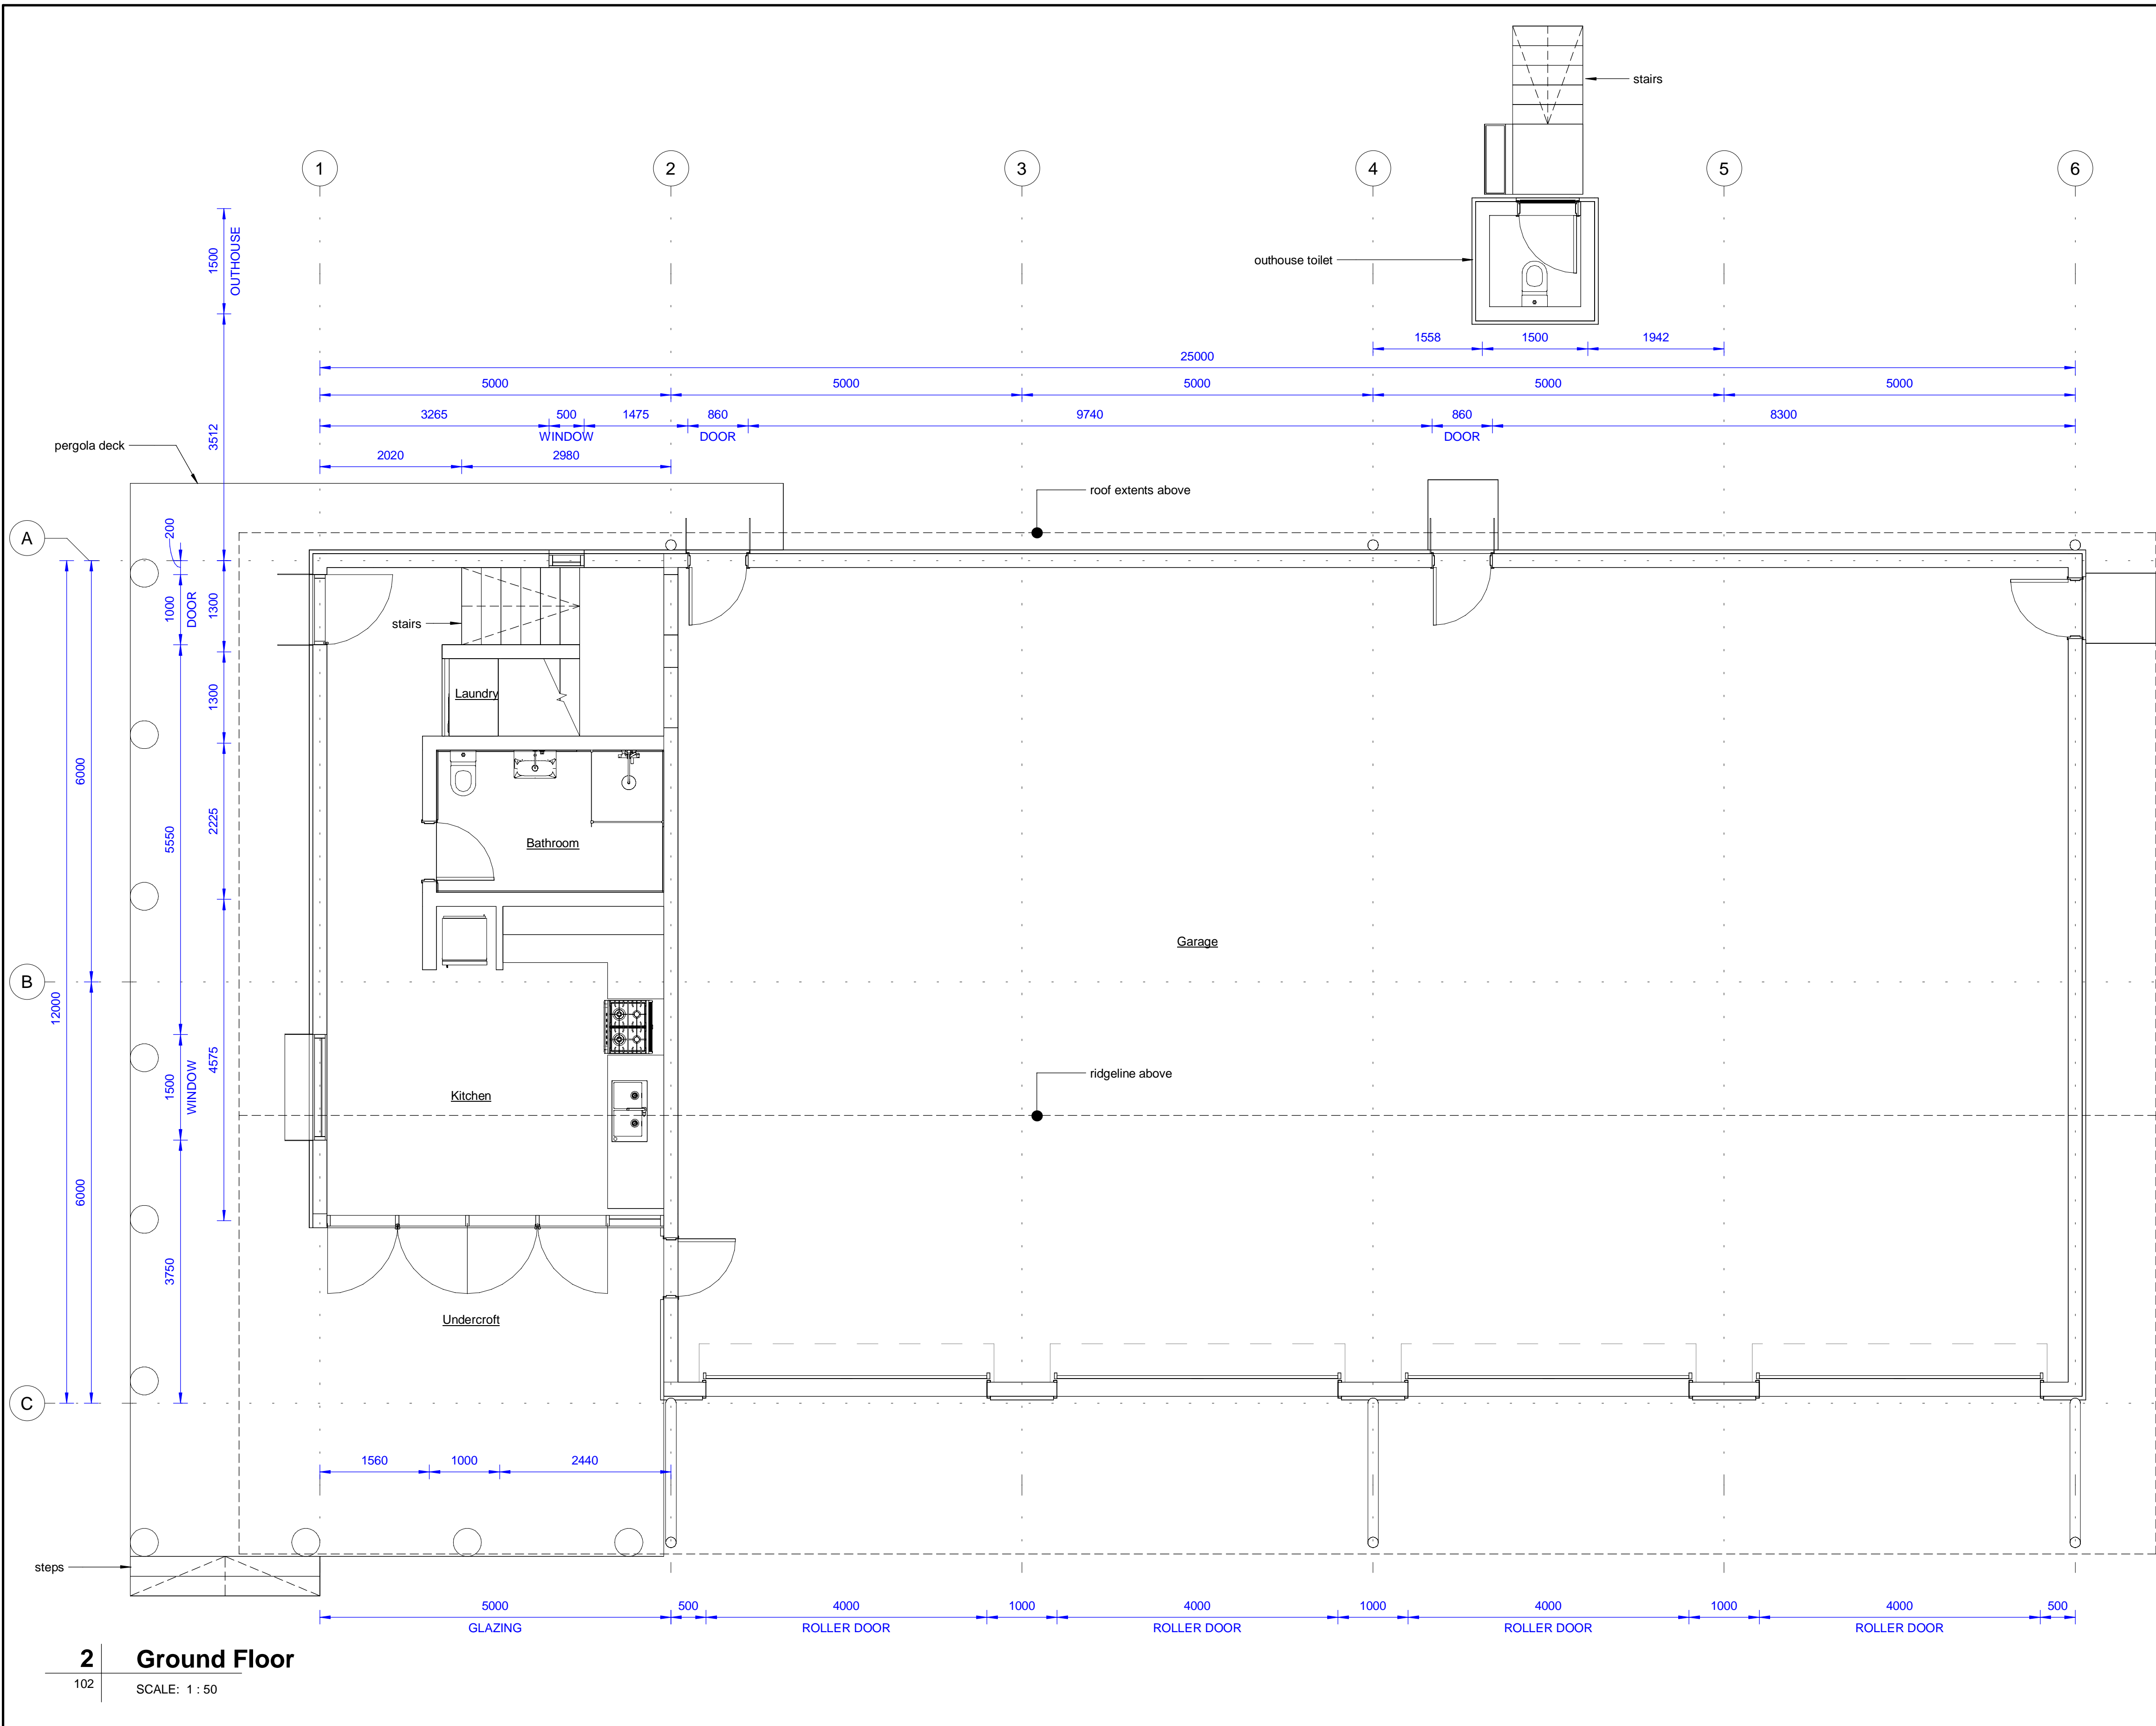 stairs
1
2
3
4
5
6
1500
OUTHOUSE
outhouse toilet
1558
1500
1942
25000
5000
5000
5000
5000
5000
3265
500
1475
860
9740
860
8300
WINDOW
DOOR
DOOR
3512
pergola deck
2020
2980
roof extents above
A
200
1000
DOOR
1300
stairs
Laundry
1300
6000
5550
2225
Bathroom
Garage
B
12000
4575
1500
WINDOW
Kitchen
ridgeline above
6000
3750
Undercroft
C
1560
1000
2440
steps
5000
500
4000
1000
4000
1000
4000
1000
4000
500
GLAZING
ROLLER DOOR
ROLLER DOOR
ROLLER DOOR
ROLLER DOOR
2
Ground Floor
102
SCALE: 1 : 50